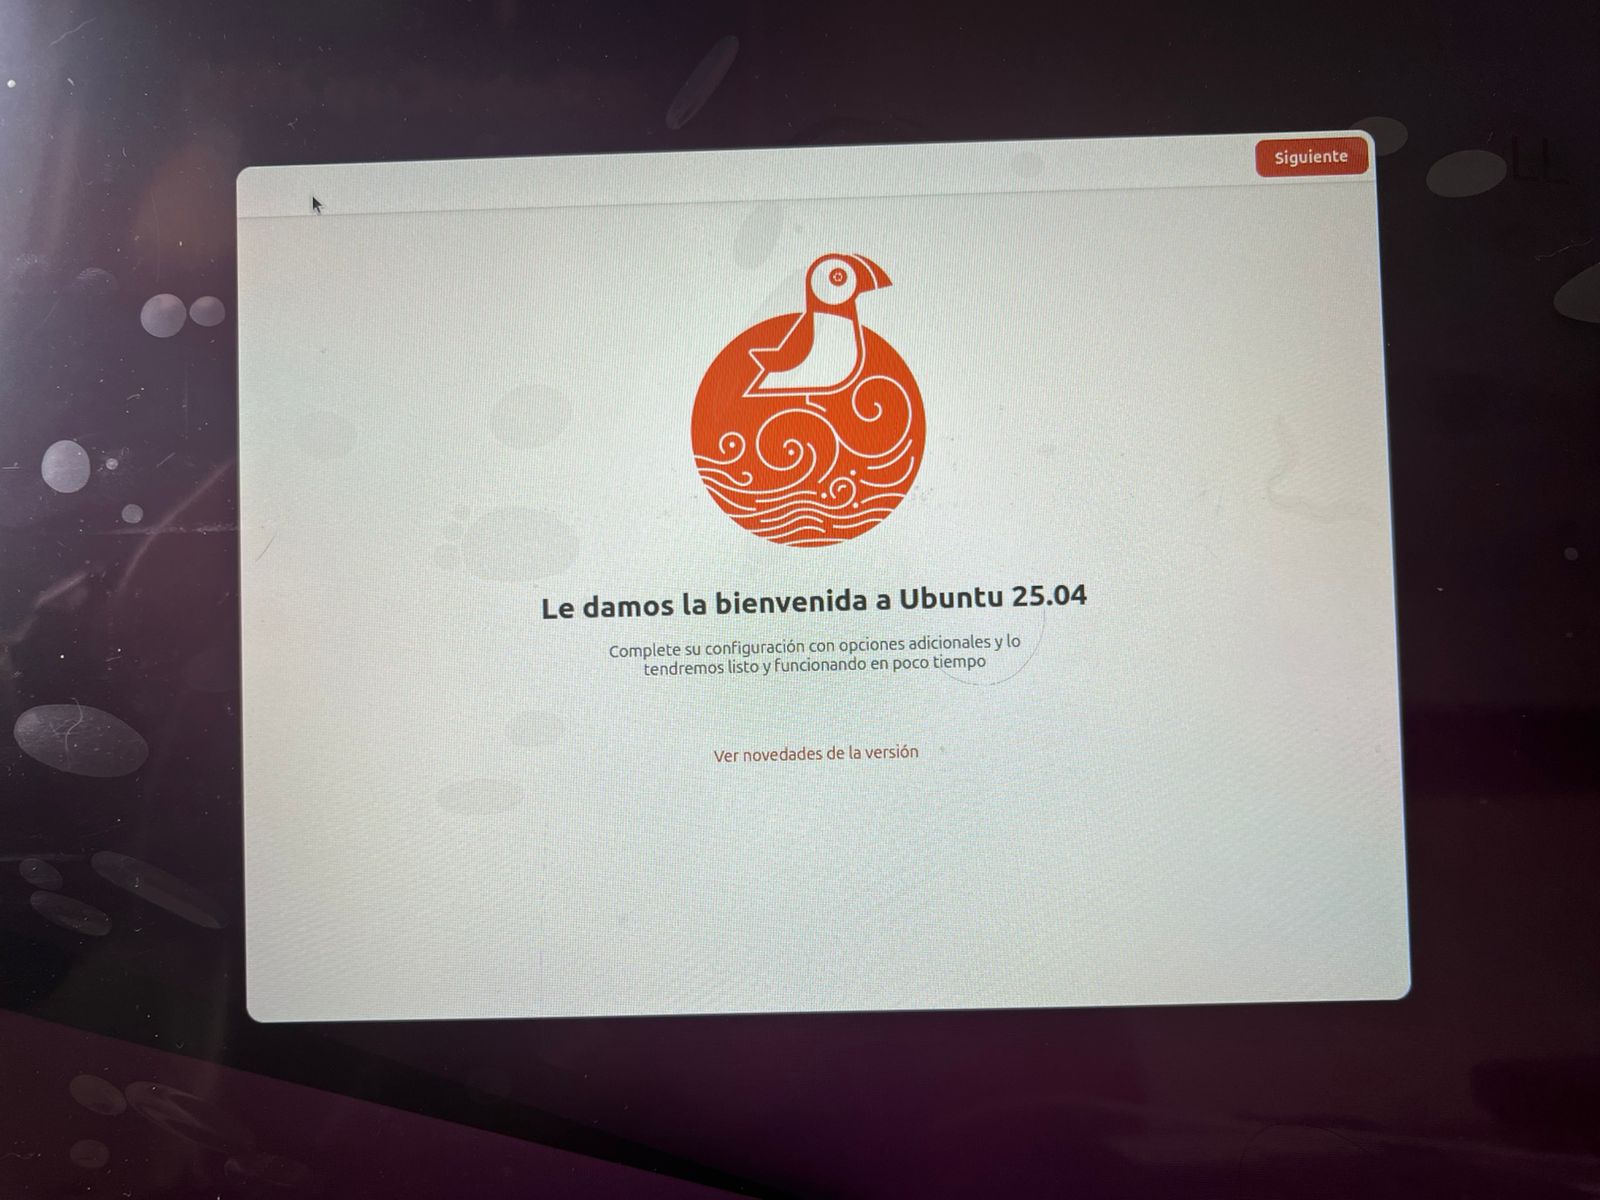 Siguiente
Le damos la bienvenida a Ubuntu 25.04
Complete su configuración con opciones adicionales y lo
tendremos listo y funcionando en poco tiempo
Ver novedades de la versión